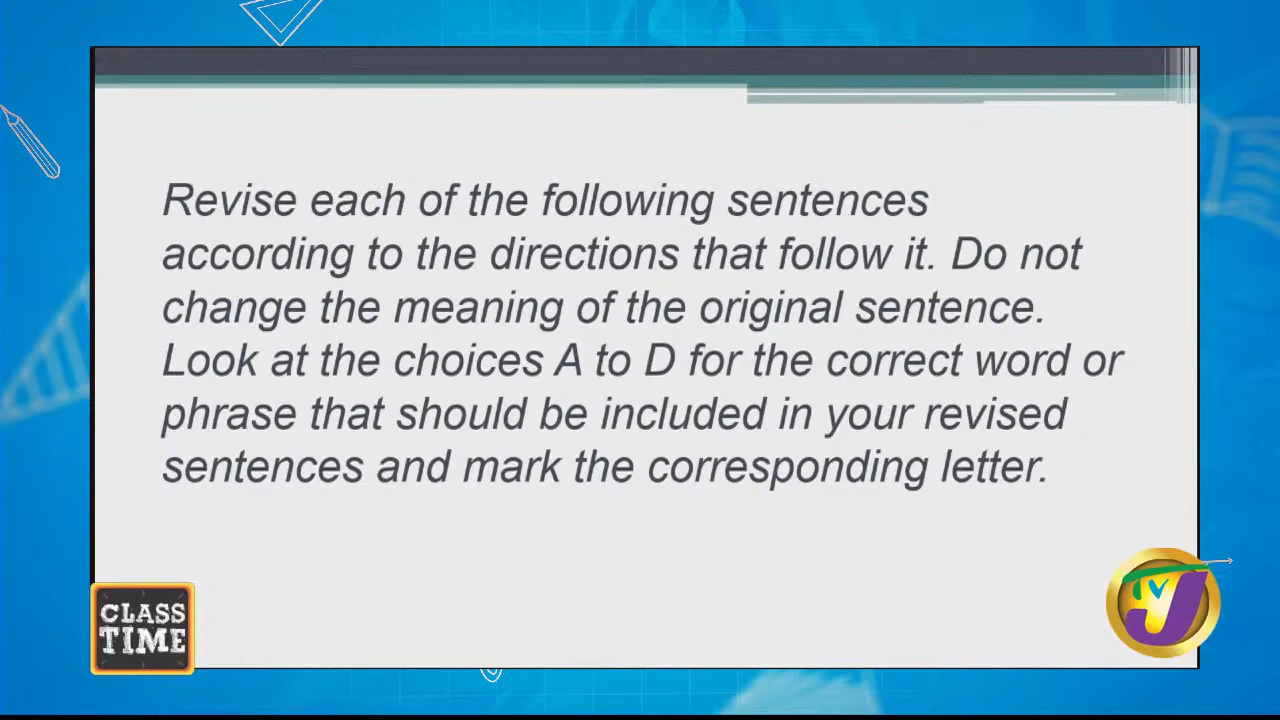 Revise each of the following sentences
according to the directions that follow it. Do not
change the meaning of the original sentence.
Look at the choices A to D for the correct word or
phrase that should be included in your revised
sentences and mark the corresponding letter.
CLASS
TIME
TVJ